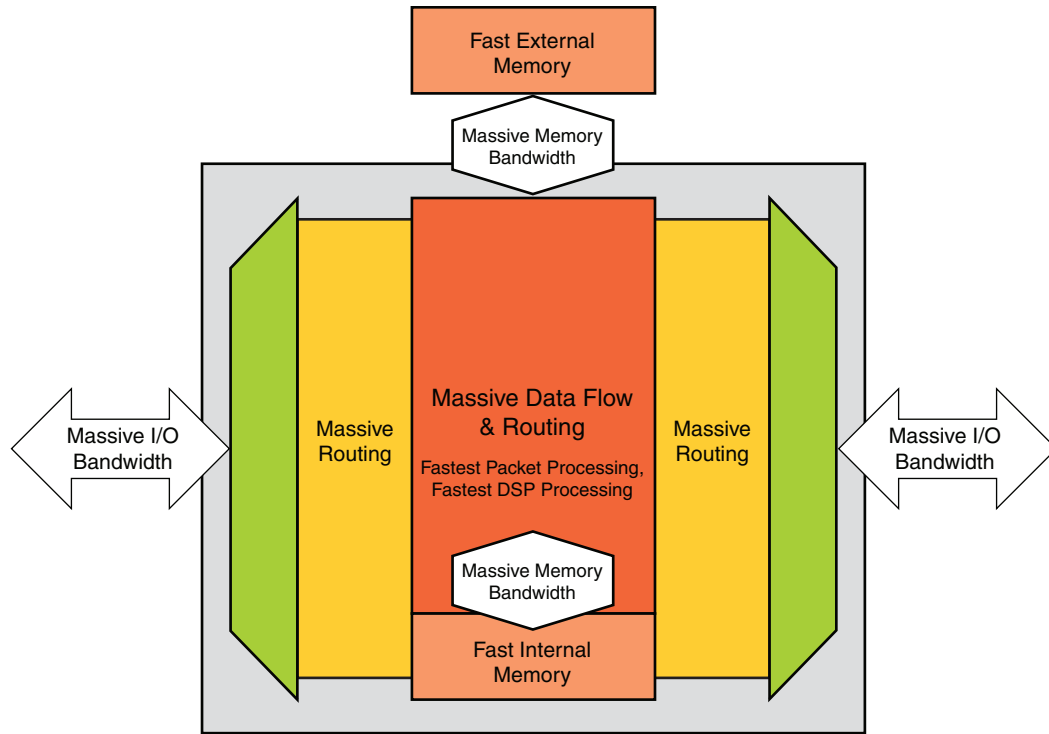 Fast External
Memory
Massive Memory
Bandwidth
Massive I/O
Bandwidth
Massive
Routing
Massive Data Flow
& Routing
Fastest Packet Processing,
Fastest DSP Processing
Massive
Routing
Massive I/O
Bandwidth
Massive Memory
Bandwidth
Fast Internal
Memory